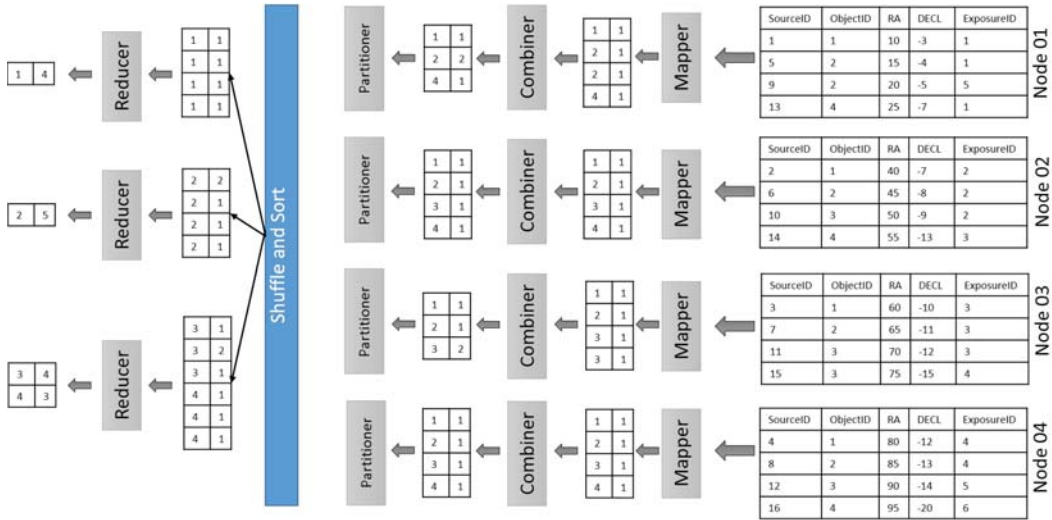 1 4
Reducer
1 1
1 1
1 1
1 1
2 5
Reducer
2 2
2 1
2 1
2 1
3 4
4 3
Reducer
3 1
3 2
3 1
4 1
4 1
4 1
Shuffle and Sort
Partitioner
1 1
2 2
4 1
Combiner
1 1
2 1
2 1
4 1
Mapper
SourceID ObjectID RA DECL ExposureID
1 1 10 -3 1
5 2 15 -4 1
9 2 20 -5 5
13 4 25 -7 1
Node 01
Partitioner
1 1
2 1
3 1
4 1
Combiner
1 1
2 1
3 1
4 1
Mapper
SourceID ObjectID RA DECL ExposureID
2 1 40 -7 2
6 2 45 -8 2
10 3 50 -9 2
14 4 55 -13 3
Node 02
Partitioner
1 1
2 1
3 2
Combiner
1 1
2 1
3 1
3 1
Mapper
SourceID ObjectID RA DECL ExposureID
3 1 60 -10 3
7 2 65 -11 3
11 3 70 -12 3
15 3 75 -15 4
Node 03
Partitioner
1 1
2 1
3 1
4 1
Combiner
1 1
2 1
3 1
4 1
Mapper
SourceID ObjectID RA DECL ExposureID
4 1 80 -12 4
8 2 85 -13 4
12 3 90 -14 5
16 4 95 -20 6
Node 04